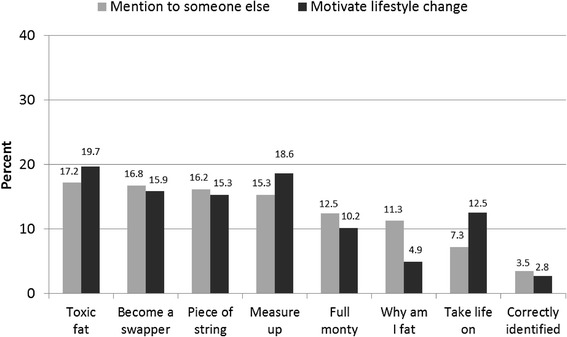 Mention to someone else Motivate lifestyle change
40
30
20
10
0
Percent
17.2 19.7 16.8 15.9 16.2 15.3 15.3 18.6 12.5 10.2 11.3 4.9 7.3 12.5 3.5 2.8
Toxic Become a Piece of Measure Full Why am Take life Correctly
fat swapper string up monty I fat on identified